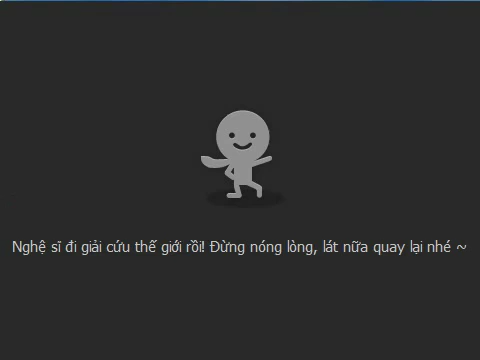 Nghệ sĩ đi giải cứu thế giới rồi! Đừng nóng lòng, lát nữa quay lại nhé ~